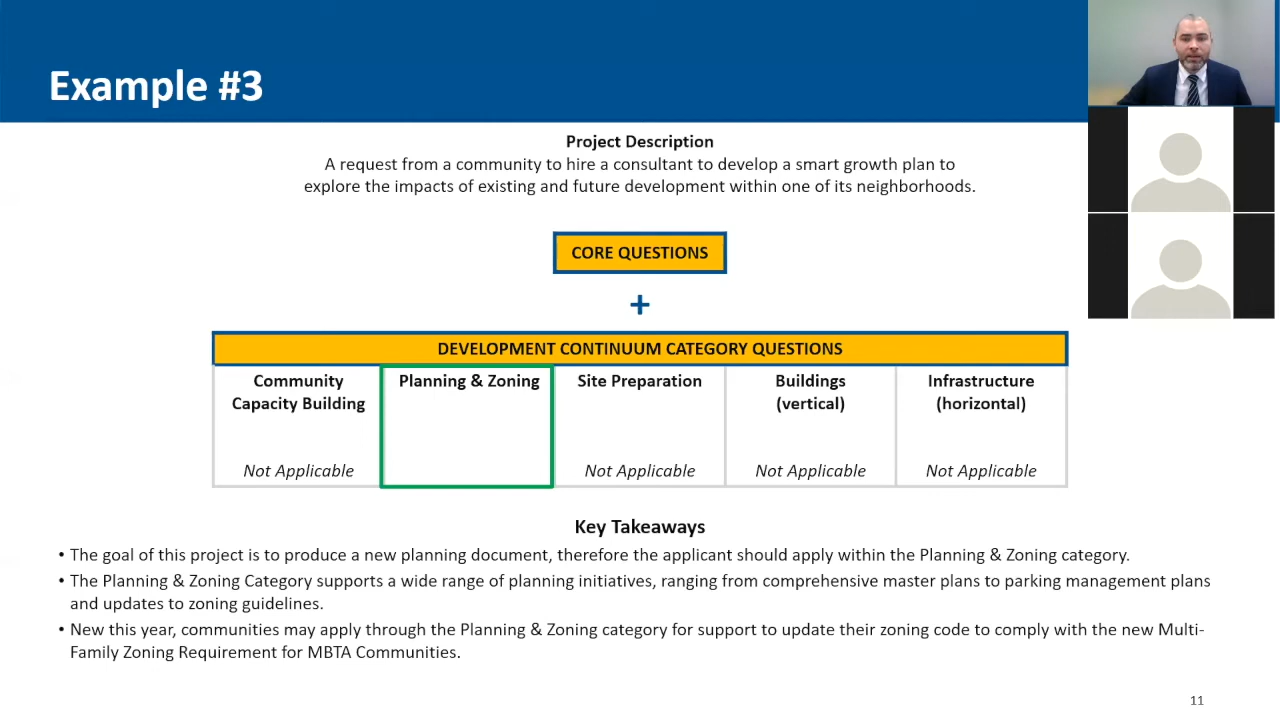 Example #3
Project Description
A request from a community to hire a consultant to develop a smart growth plan to
explore the impacts of existing and future development within one of its neighborhoods.
CORE QUESTIONS
+
DEVELOPMENT CONTINUUM CATEGORY QUESTIONS
Community
Capacity Building
Not Applicable
Planning & Zoning
Site Preparation
Not Applicable
Buildings
(vertical)
Not Applicable
Infrastructure
(horizontal)
Not Applicable
Key Takeaways
• The goal of this project is to produce a new planning document, therefore the applicant should apply within the Planning & Zoning category.
• The Planning & Zoning Category supports a wide range of planning initiatives, ranging from comprehensive master plans to parking management plans
and updates to zoning guidelines.
• New this year, communities may apply through the Planning & Zoning category for support to update their zoning code to comply with the new Multi-
Family Zoning Requirement for MBTA Communities.
11